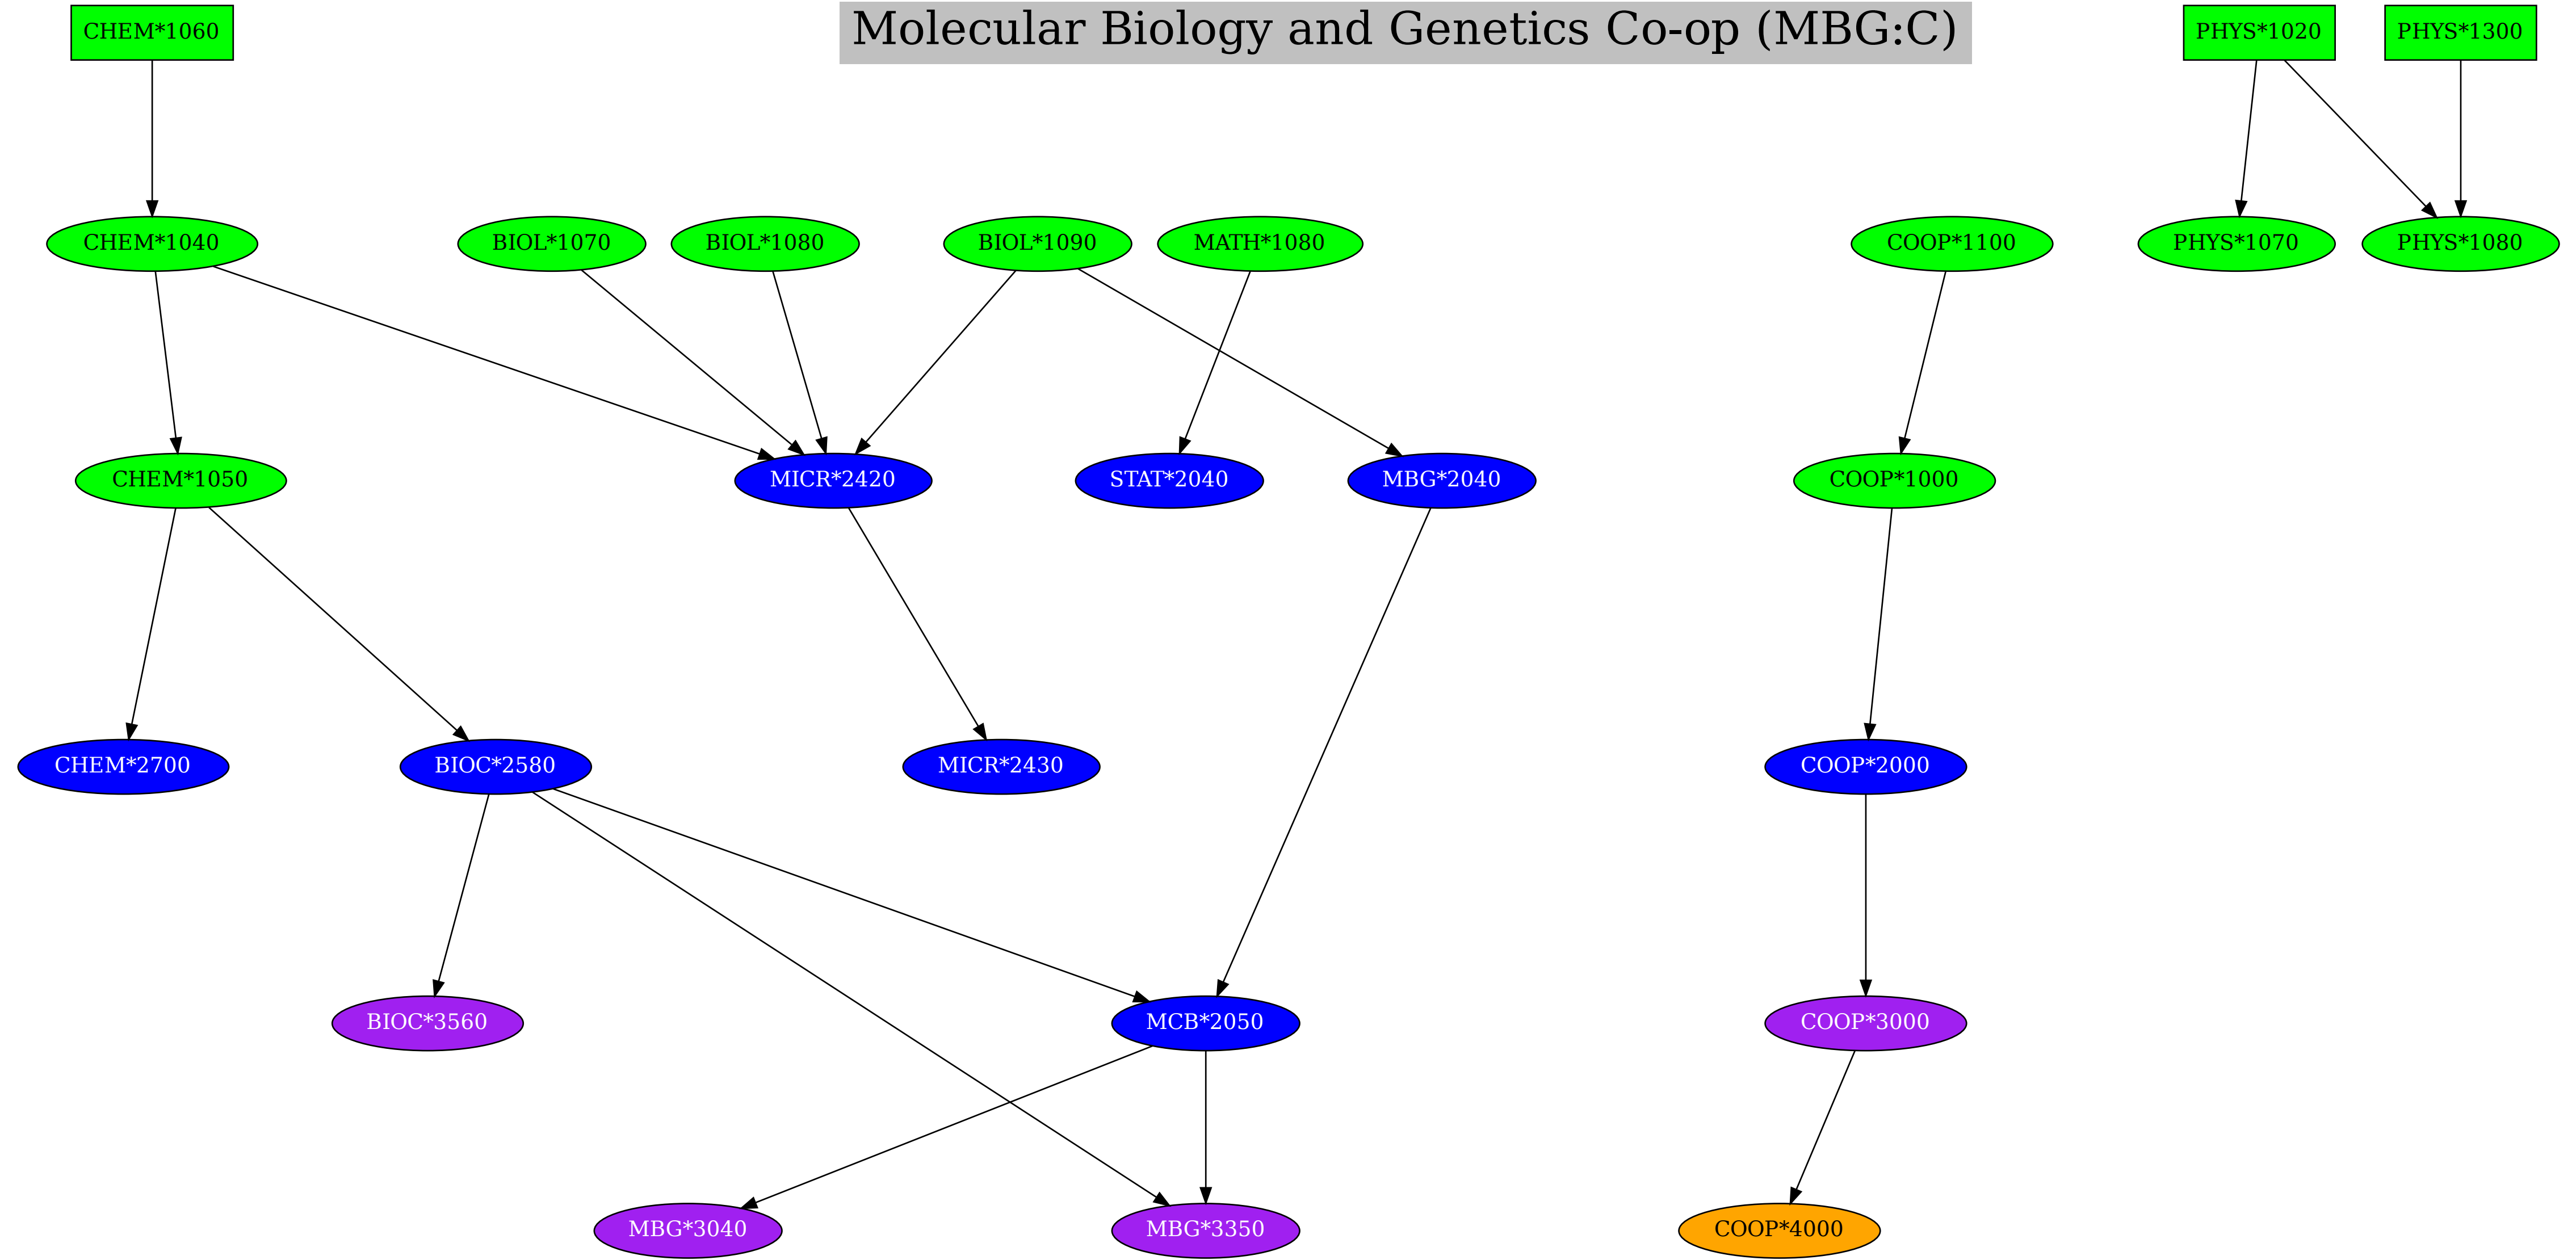 CHEM*1060
Molecular Biology and Genetics Co-op (MBG:C)
PHYS*1020
PHYS*1300
CHEM*1040
BIOL*1070
BIOL*1080
BIOL*1090
MATH*1080
COOP*1100
PHYS*1070
PHYS*1080
CHEM*1050
MICR*2420
STAT*2040
MBG*2040
COOP*1000
CHEM*2700
BIOC*2580
MICR*2430
COOP*2000
BIOC*3560
MCB*2050
COOP*3000
MBG*3040
MBG*3350
COOP*4000